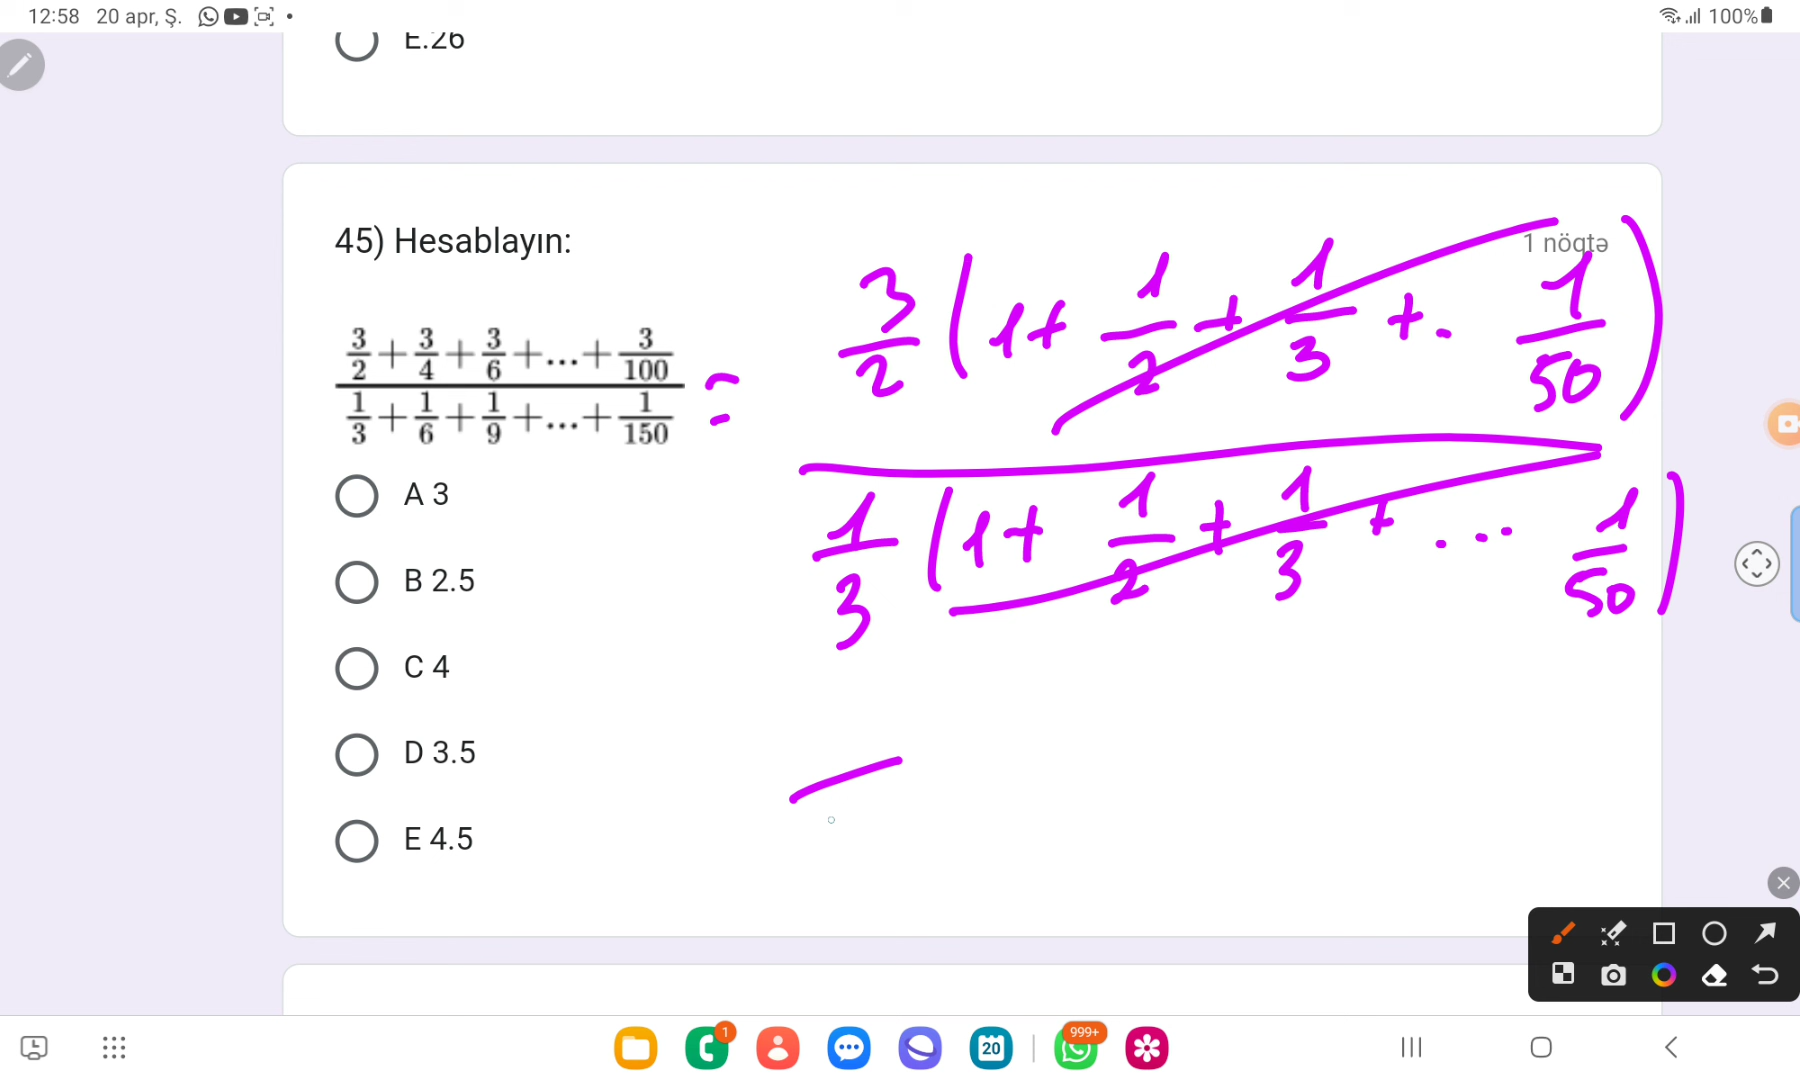 12:58 20 apr, Ş. 100%
E.26
45) Hesablayın:
1 nöqtə
3/2 + 3/4 + 3/6 + ... + 3/100
1/3 + 1/6 + 1/9 + ... + 1/150
=
3/2 (1 + 1/2 + 1/3 + .. 1/50)
1/3 (1 + 1/2 + 1/3 + ... 1/50)
A 3
B 2.5
C 4
D 3.5
E 4.5
1
20
999+